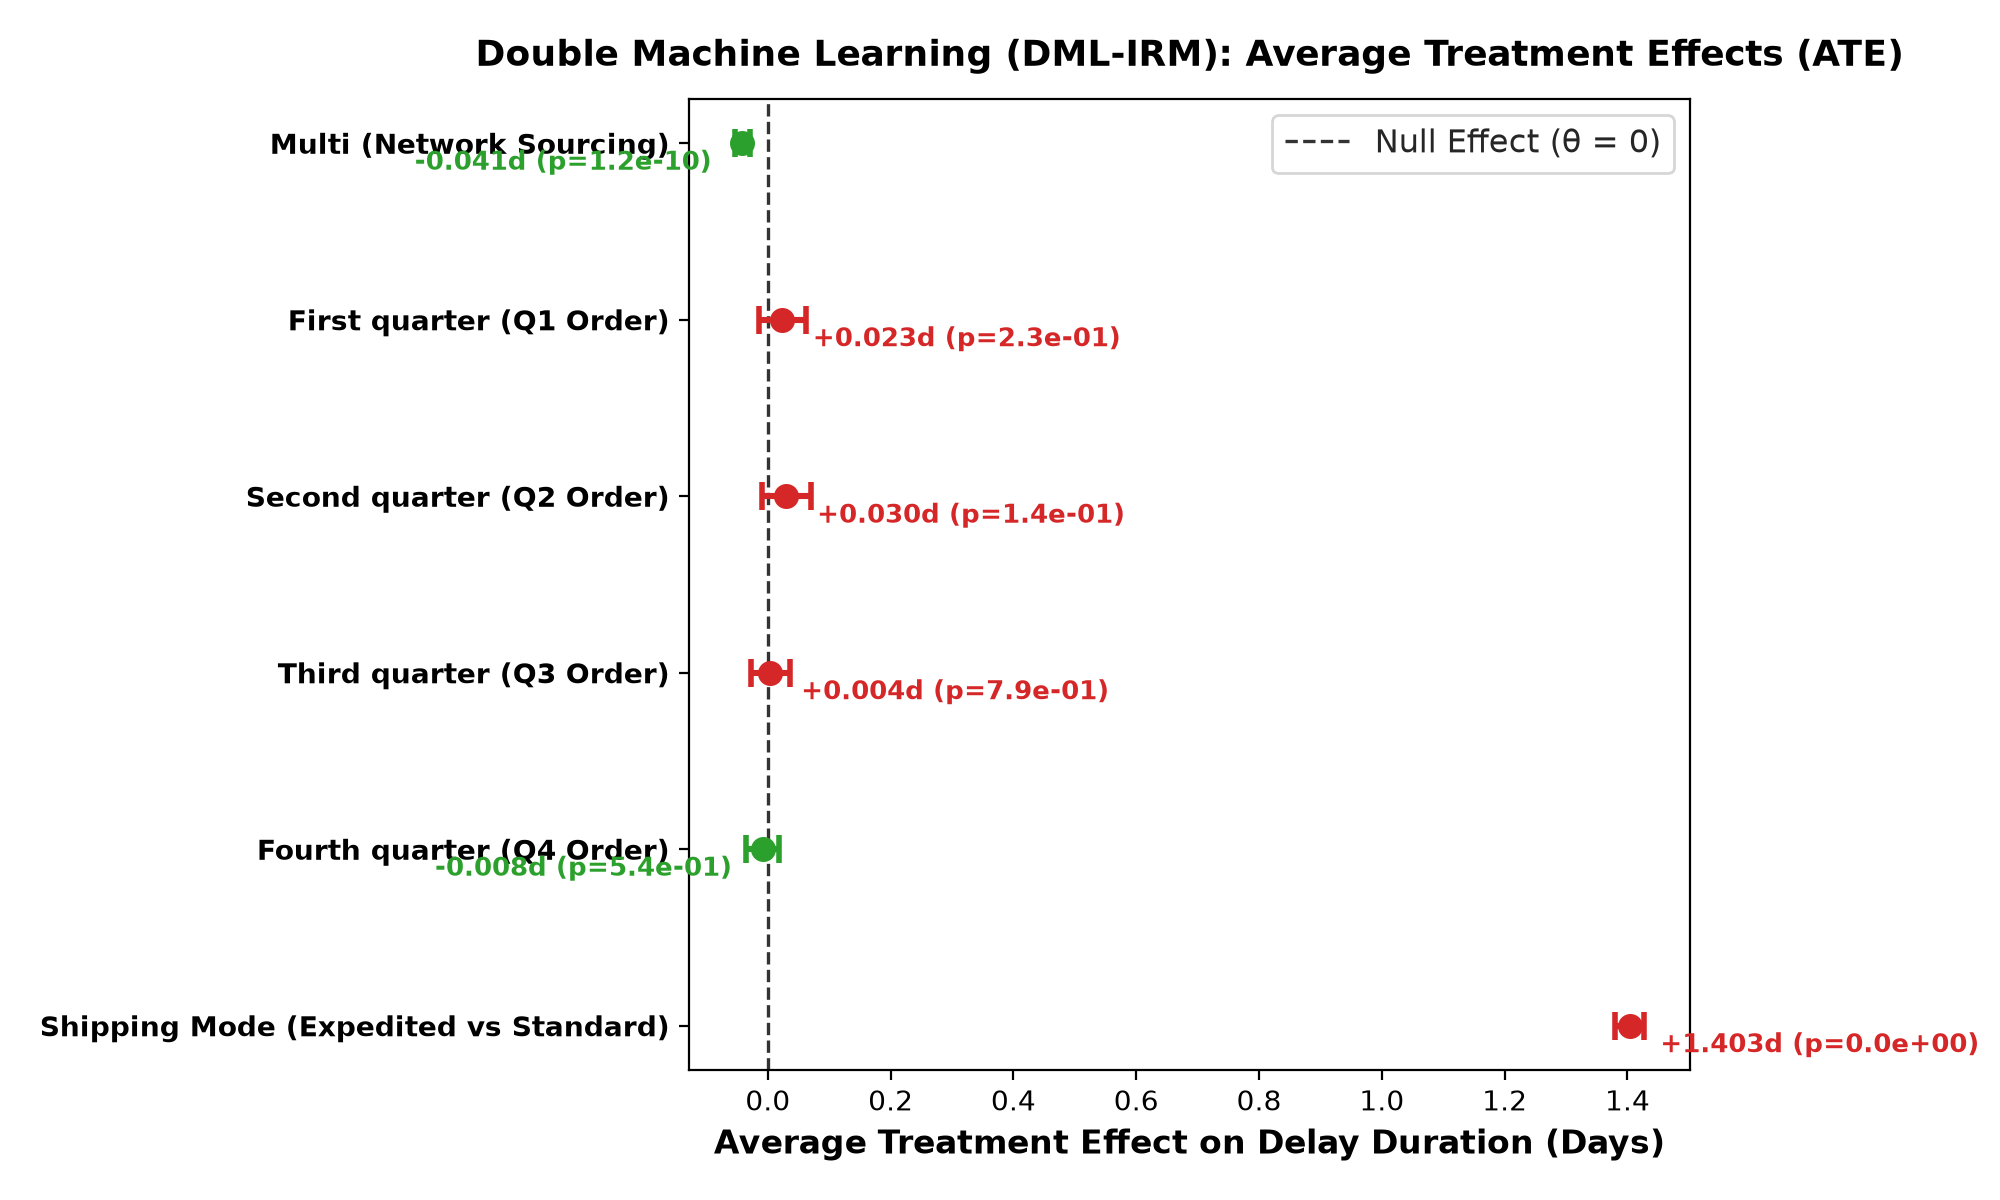 Double Machine Learning (DML-IRM): Average Treatment Effects (ATE)
Null Effect (θ = 0)
Multi (Network Sourcing)
-0.041d (p=1.2e-10)
First quarter (Q1 Order)
+0.023d (p=2.3e-01)
Second quarter (Q2 Order)
+0.030d (p=1.4e-01)
Third quarter (Q3 Order)
+0.004d (p=7.9e-01)
Fourth quarter (Q4 Order)
-0.008d (p=5.4e-01)
Shipping Mode (Expedited vs Standard)
+1.403d (p=0.0e+00)
0.0 0.2 0.4 0.6 0.8 1.0 1.2 1.4
Average Treatment Effect on Delay Duration (Days)